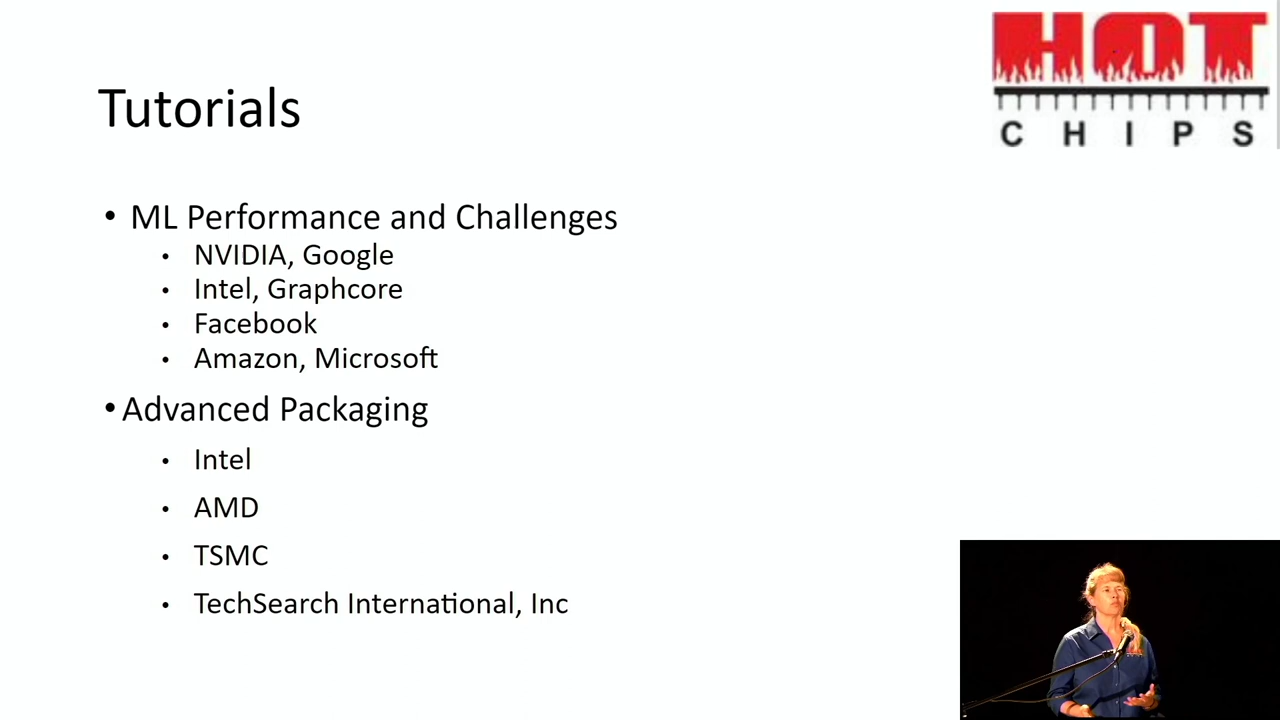 HOT
CHIPS
Tutorials
• ML Performance and Challenges
• NVIDIA, Google
• Intel, Graphcore
• Facebook
• Amazon, Microsoft
• Advanced Packaging
• Intel
• AMD
• TSMC
• TechSearch International, Inc